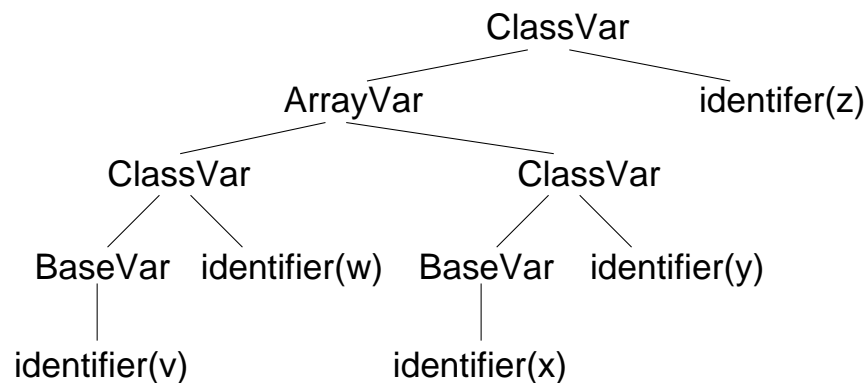 ClassVar
ArrayVar identifer(z)
ClassVar ClassVar
BaseVar identifier(w) BaseVar identifier(y)
identifier(v) identifier(x)